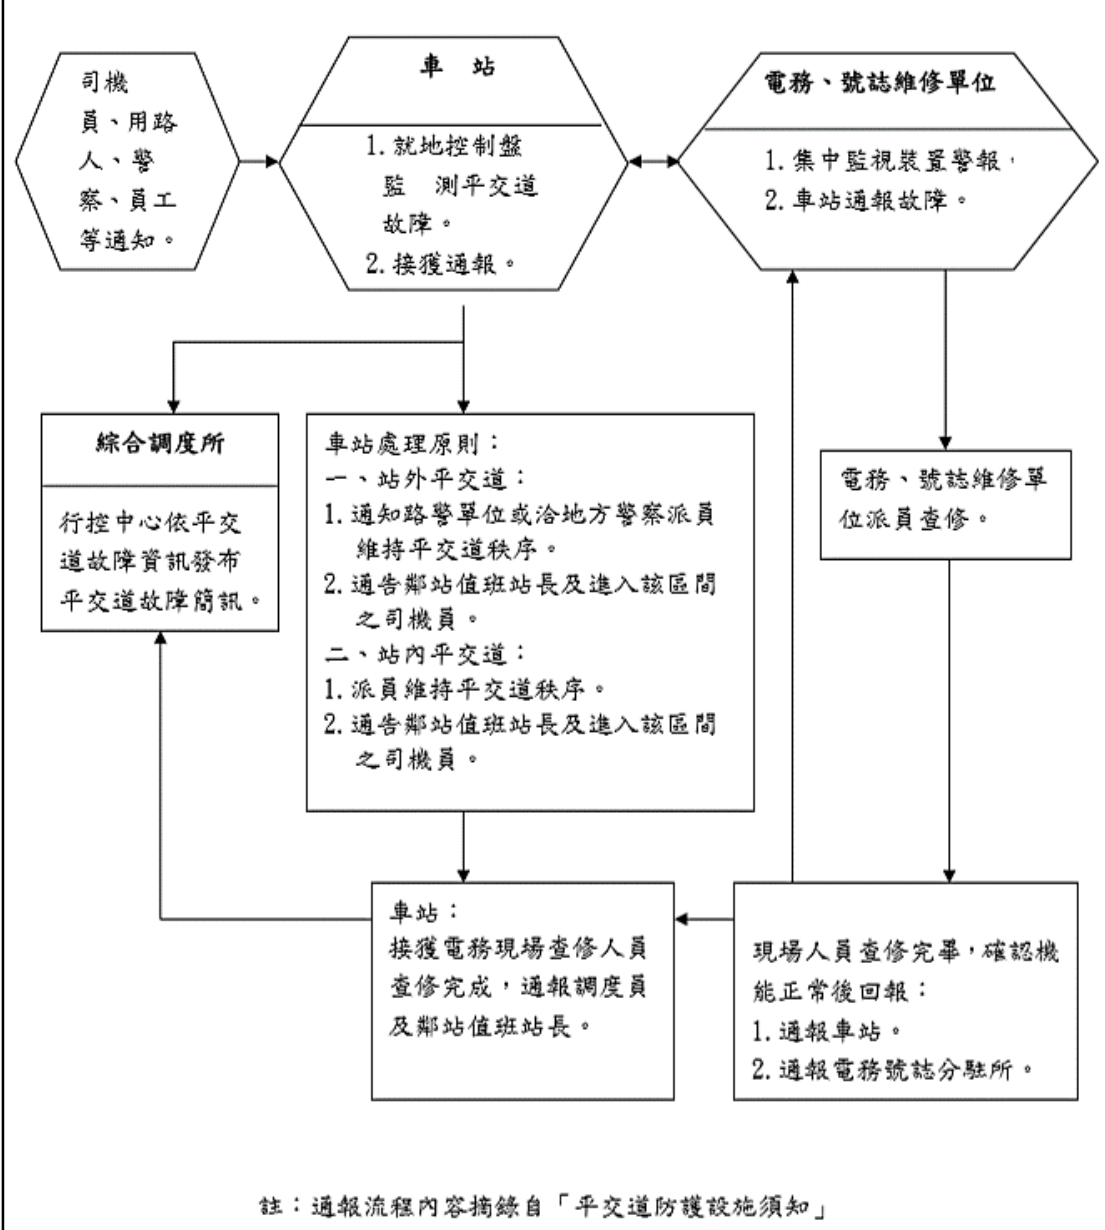 司機
員、用路
人、警
察、員工
等通知。
車 站
1.就地控制盤
監 測平交道
故障。
2.接獲通報。
電務、號誌維修單位
1.集中監視裝置警報，
2.車站通報故障。
綜合調度所
行控中心依平交
道故障資訊發布
平交道故障簡訊。
車站處理原則：
一、站外平交道：
1.通知路警單位或洽地方警察派員
維持平交道秩序。
2.通告鄰站值班站長及進入該區間
之司機員。
二、站內平交道：
1.派員維持平交道秩序。
2.通告鄰站值班站長及進入該區間
之司機員。
電務、號誌維修單
位派員查修。
車站：
接獲電務現場查修人員
查修完成，通報調度員
及鄰站值班站長。
現場人員查修完畢，確認機
能正常後回報：
1.通報車站。
2.通報電務號誌分駐所。
註：通報流程內容摘錄自「平交道防護設施須知」